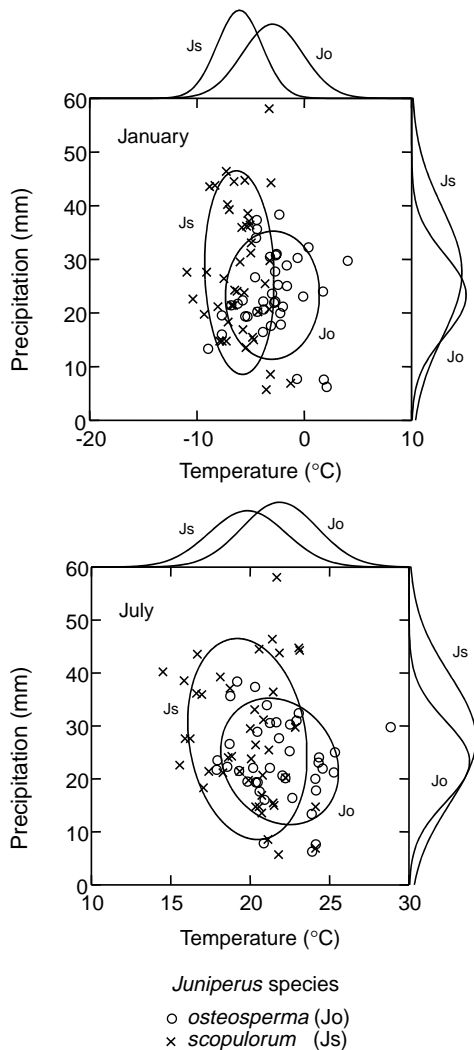 Js
Jo
60
January
50
Js
Js
40
Precipitation (mm)
30
20
Jo
Jo
10
0
-20
-10
0
10
Temperature (°C)
Js
Jo
60
July
50
Js
40
Js
Precipitation (mm)
30
20
Jo
Jo
10
0
10
15
20
25
30
Temperature (°C)
Juniperus species
osteosperma (Jo)
scopulorum (Js)